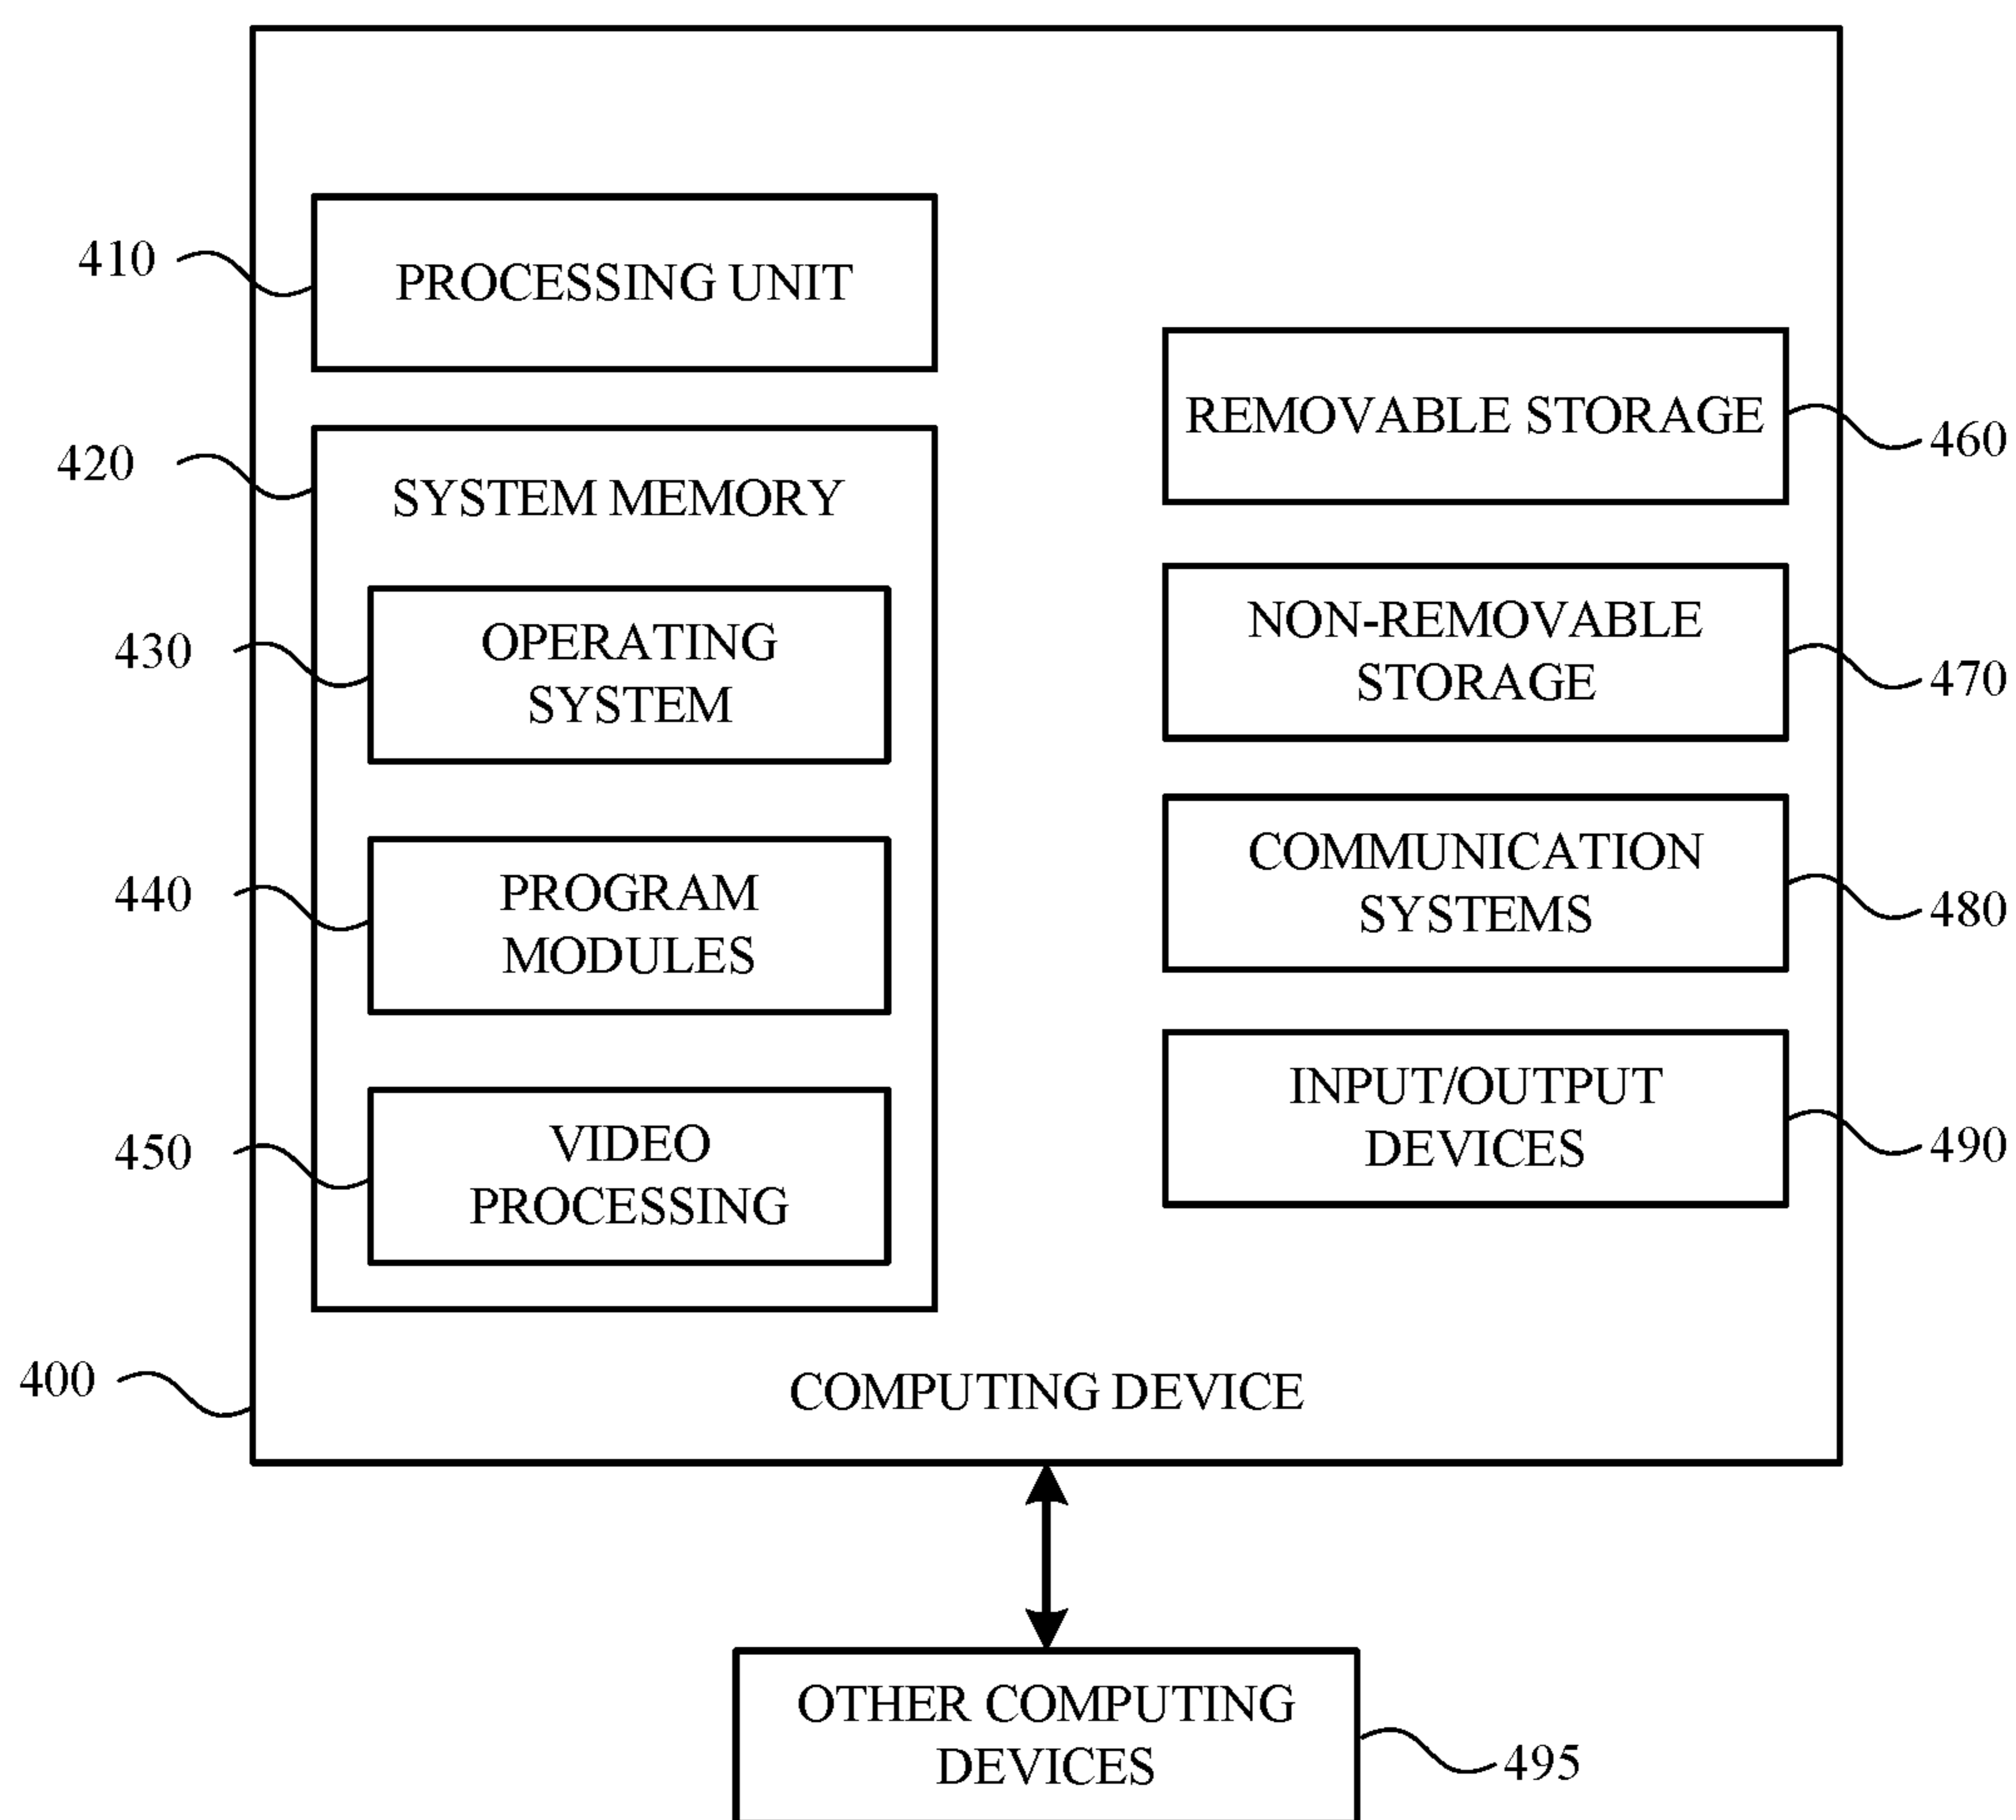 410
PROCESSING UNIT
420
SYSTEM MEMORY
430
OPERATING
SYSTEM
440
PROGRAM
MODULES
450
VIDEO
PROCESSING
REMOVABLE STORAGE
460
NON-REMOVABLE
STORAGE
470
COMMUNICATION
SYSTEMS
480
INPUT/OUTPUT
DEVICES
490
400
COMPUTING DEVICE
OTHER COMPUTING
DEVICES
495